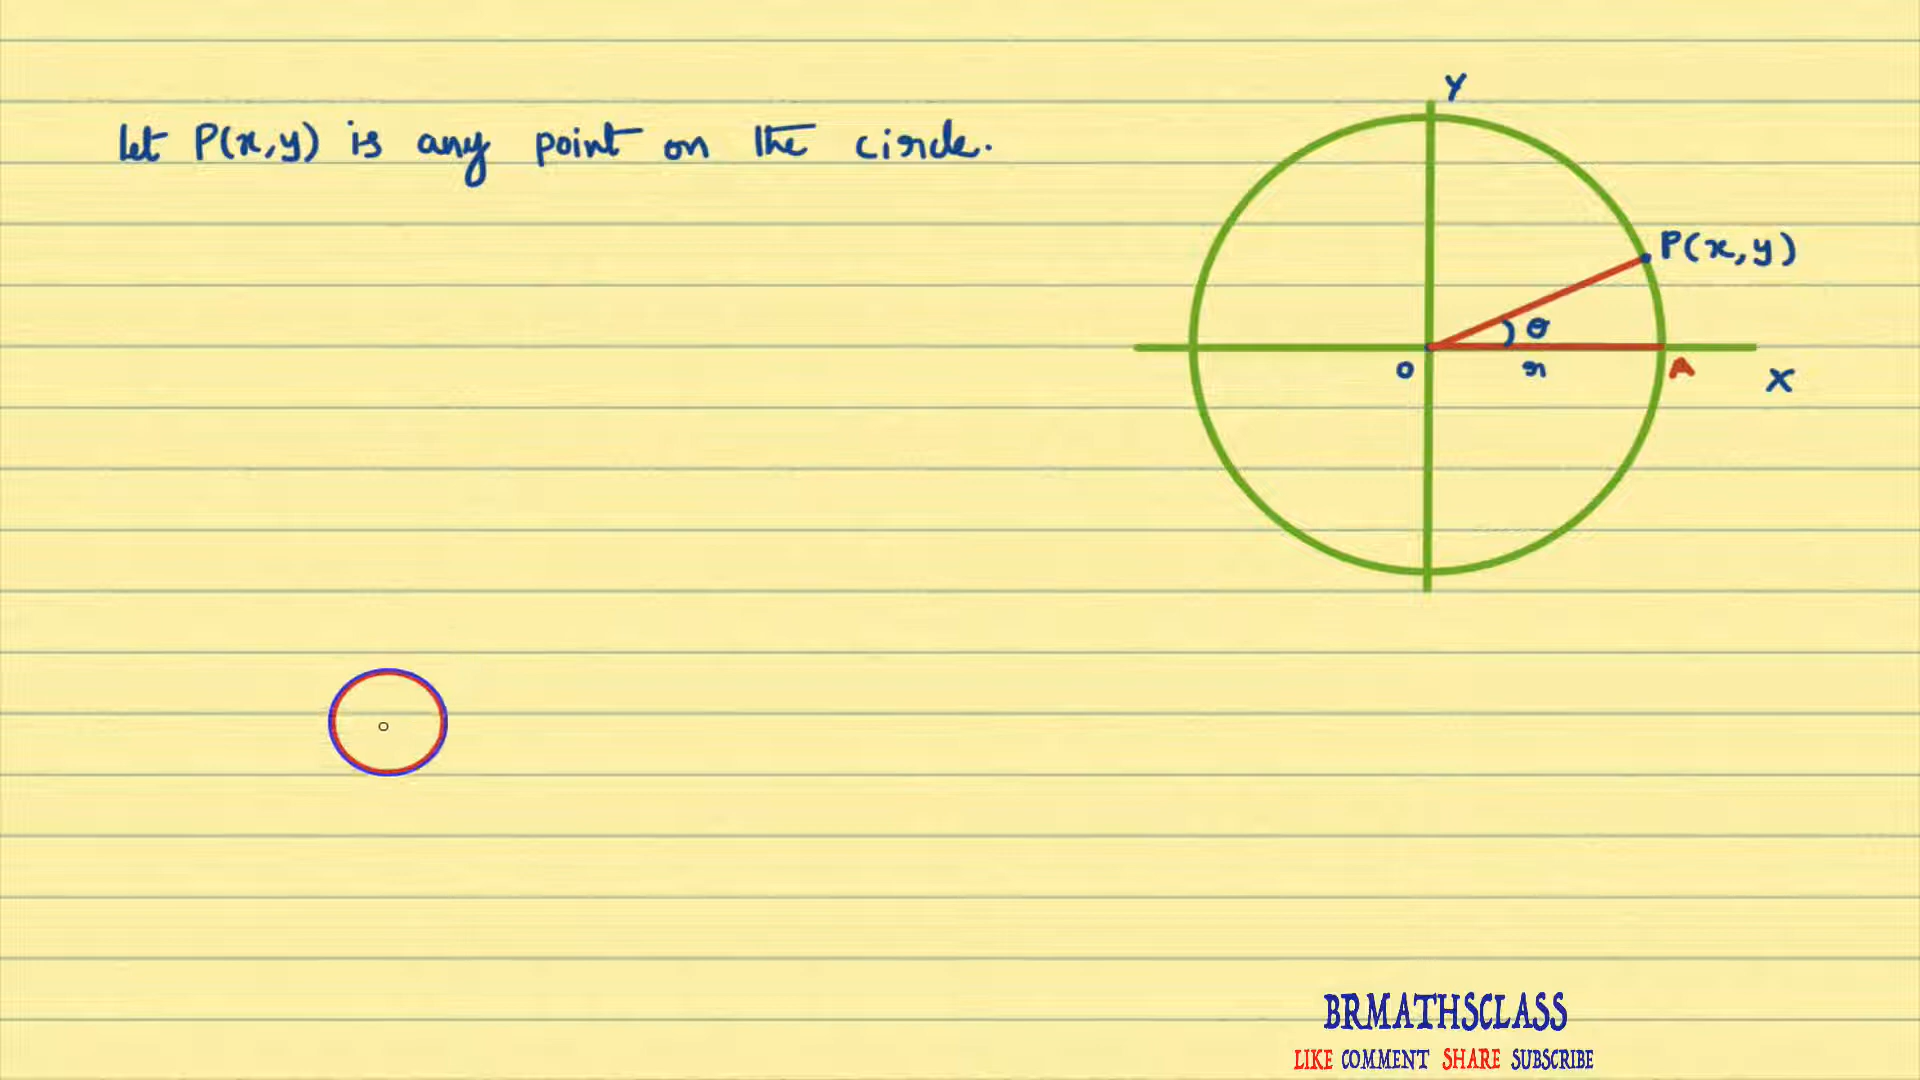 Let P(x,y) is any point on the circle.
Y
P(x,y)
θ
O
r
A
X
BRMATHSCLASS
LIKE COMMENT SHARE SUBSCRIBE